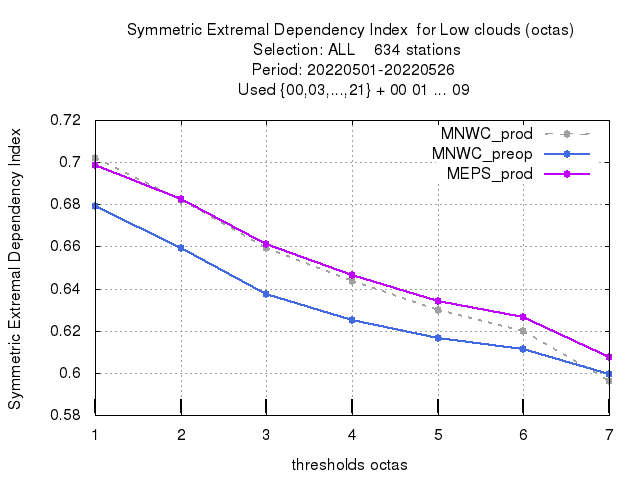 Symmetric Extremal Dependency Index  for Low clouds (octas)
Selection: ALL    634 stations
Period: 20220501-20220526
Used {00,03,...,21} + 00 01 ... 09
Symmetric Extremal Dependency Index
0.72
0.7
0.68
0.66
0.64
0.62
0.6
0.58
MNWC_prod
MNWC_preop
MEPS_prod
1 2 3 4 5 6 7
thresholds octas